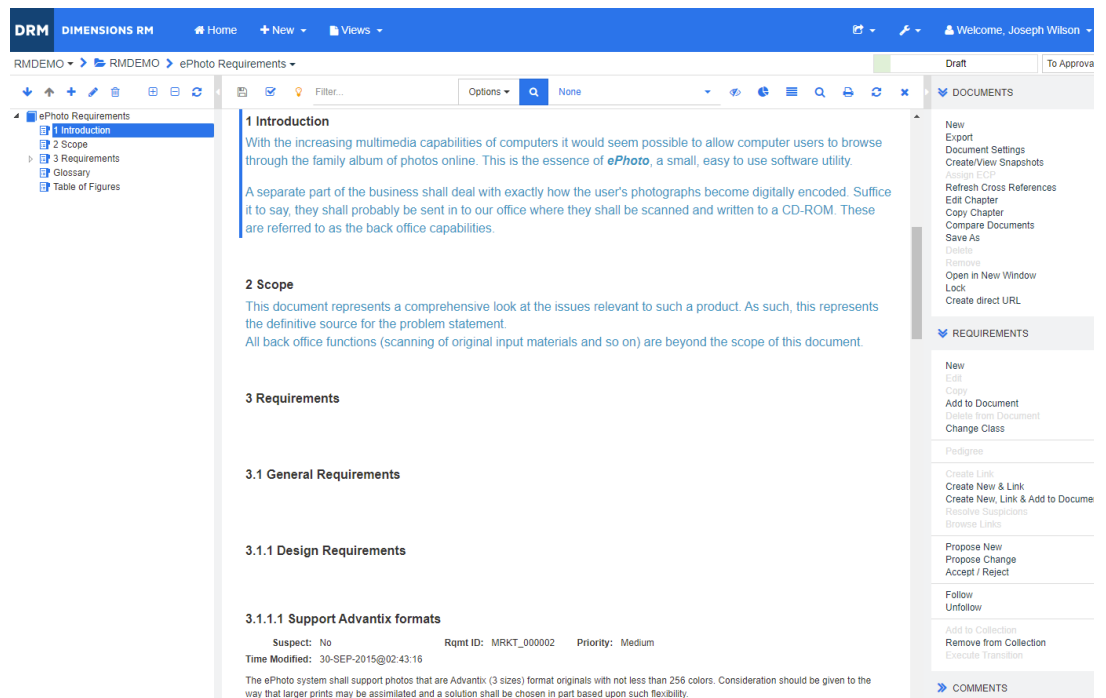 DRM DIMENSIONS RM Home New Views Welcome, Joseph Wilson
RMDEMO RMDEMO ePhoto Requirements Draft To Approva
Filter... Options None
ePhoto Requirements
1 Introduction
2 Scope
3 Requirements
Glossary
Table of Figures
1 Introduction
With the increasing multimedia capabilities of computers it would seem possible to allow computer users to browse
through the family album of photos online. This is the essence of ePhoto, a small, easy to use software utility.
A separate part of the business shall deal with exactly how the user's photographs become digitally encoded. Suffice
it to say, they shall probably be sent in to our office where they shall be scanned and written to a CD-ROM. These
are referred to as the back office capabilities.
2 Scope
This document represents a comprehensive look at the issues relevant to such a product. As such, this represents
the definitive source for the problem statement.
All back office functions (scanning of original input materials and so on) are beyond the scope of this document.
3 Requirements
3.1 General Requirements
3.1.1 Design Requirements
3.1.1.1 Support Advantix formats
Suspect: No Rqmt ID: MRKT_000002 Priority: Medium
Time Modified: 30-SEP-2015@02:43:16
The ePhoto system shall support photos that are Advantix (3 sizes) format originals with not less than 256 colors. Consideration should be given to the
way that larger prints may be assimilated and a solution shall be chosen in part based upon such flexibility.
DOCUMENTS
New
Export
Document Settings
Create/View Snapshots
Assign ECP
Refresh Cross References
Edit Chapter
Copy Chapter
Compare Documents
Save As
Delete
Remove
Open in New Window
Lock
Create direct URL
REQUIREMENTS
New
Edit
Copy
Add to Document
Delete from Document
Change Class
Pedigree
Create Link
Create New & Link
Create New, Link & Add to Docume
Resolve Suspicions
Browse Links
Propose New
Propose Change
Accept / Reject
Follow
Unfollow
Add to Collection
Remove from Collection
Execute Transition
COMMENTS